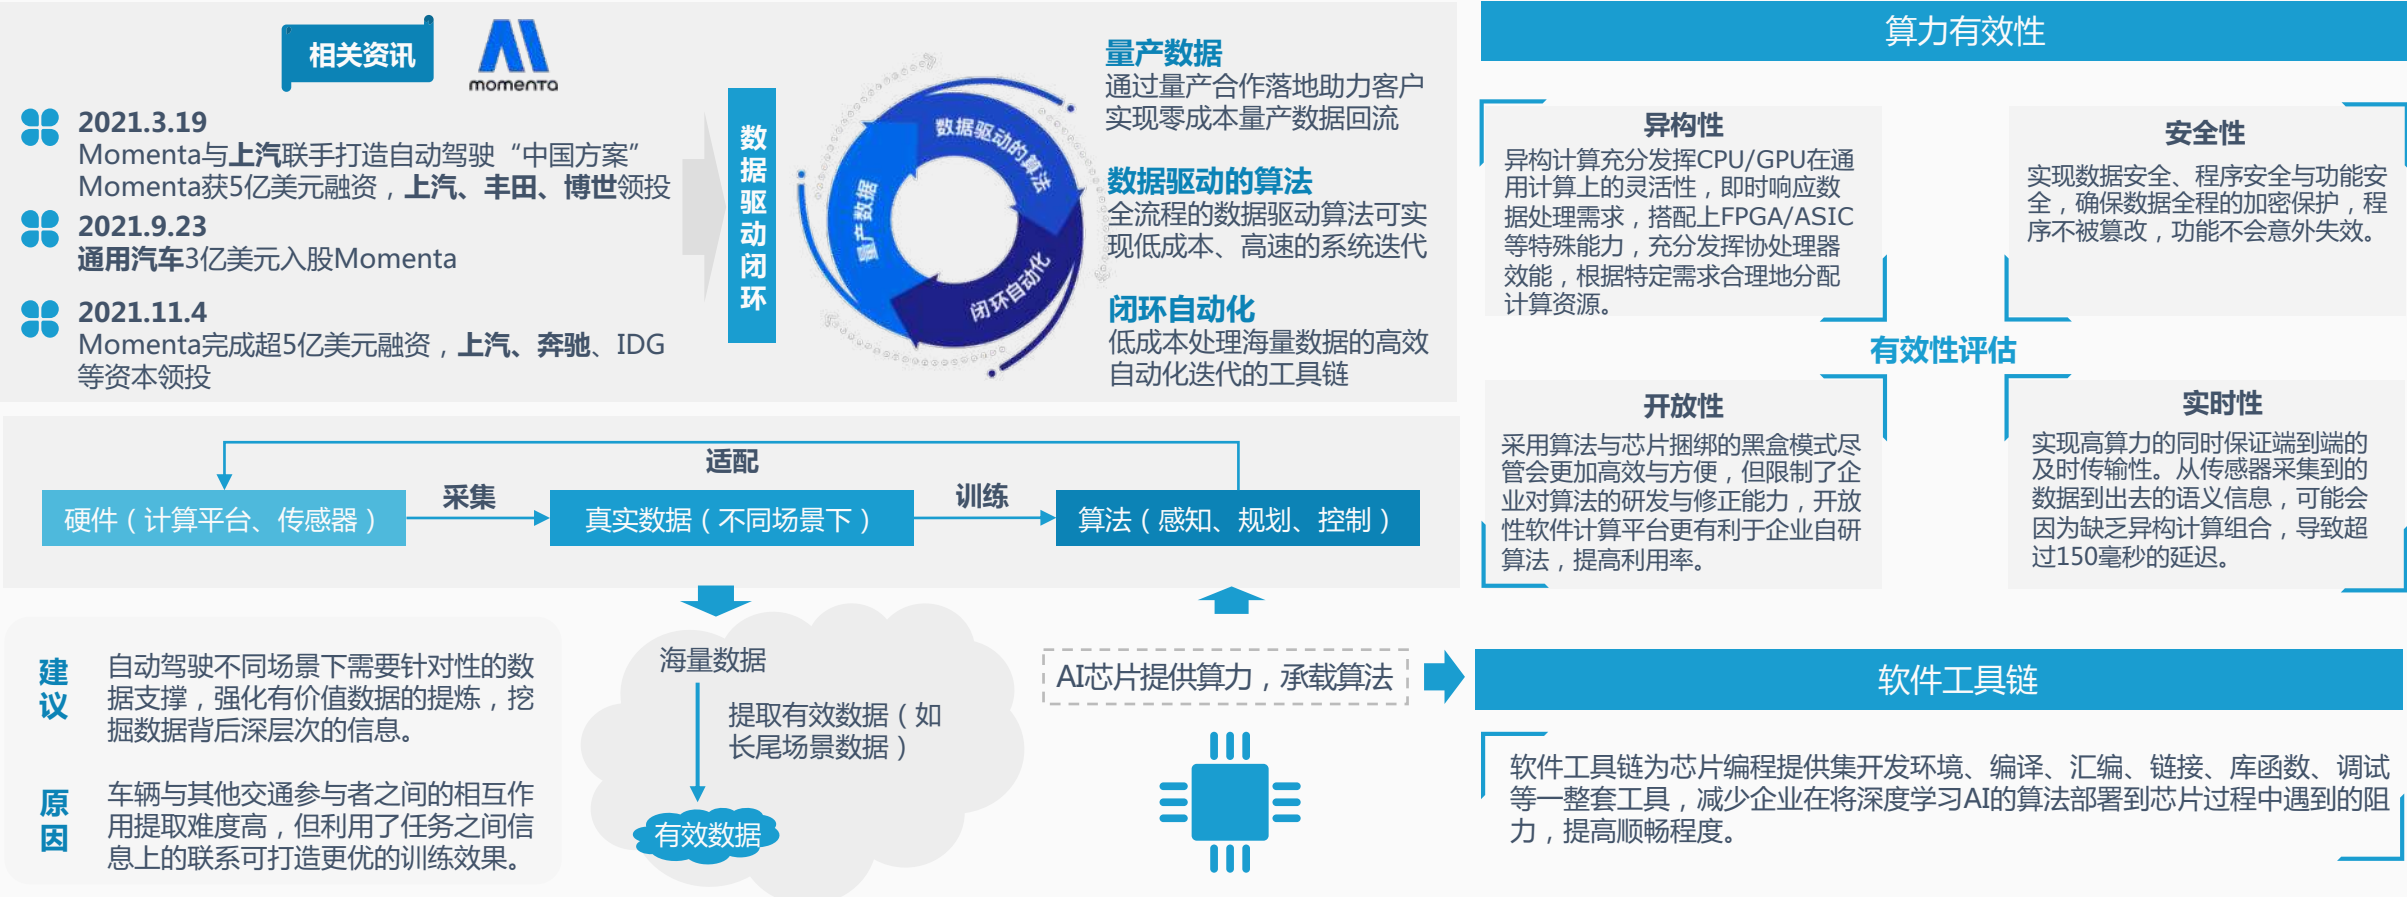 相关资讯
momenta
2021.3.19
Momenta与上汽联手打造自动驾驶“中国方案”
Momenta获5亿美元融资，上汽、丰田、博世领投
2021.9.23
通用汽车3亿美元入股Momenta
2021.11.4
Momenta完成超5亿美元融资，上汽、奔驰、IDG
等资本领投
数据驱动闭环
数据驱动的算法
量产数据
闭环自动化
量产数据
通过量产合作落地助力客户
实现零成本量产数据回流
数据驱动的算法
全流程的数据驱动算法可实
现低成本、高速的系统迭代
闭环自动化
低成本处理海量数据的高效
自动化迭代的工具链
适配
硬件（计算平台、传感器）
采集
真实数据（不同场景下）
训练
算法（感知、规划、控制）
建议
自动驾驶不同场景下需要针对性的数
据支撑，强化有价值数据的提炼，挖
掘数据背后深层次的信息。
原因
车辆与其他交通参与者之间的相互作
用提取难度高，但利用了任务之间信
息上的联系可打造更优的训练效果。
海量数据
提取有效数据（如
长尾场景数据）
有效数据
AI芯片提供算力，承载算法
算力有效性
异构性
异构计算充分发挥CPU/GPU在通
用计算上的灵活性，即时响应数
据处理需求，搭配上FPGA/ASIC
等特殊能力，充分发挥协处理器
效能，根据特定需求合理地分配
计算资源。
安全性
实现数据安全、程序安全与功能安
全，确保数据全程的加密保护，程
序不被篡改，功能不会意外失效。
有效性评估
开放性
采用算法与芯片捆绑的黑盒模式尽
管会更加高效与方便，但限制了企
业对算法的研发与修正能力，开放
性软件计算平台更有利于企业自研
算法，提高利用率。
实时性
实现高算力的同时保证端到端的
及时传输性。从传感器采集到的
数据到出去的语义信息，可能会
因为缺乏异构计算组合，导致超
过150毫秒的延迟。
软件工具链
软件工具链为芯片编程提供集开发环境、编译、汇编、链接、库函数、调试
等一整套工具，减少企业在将深度学习AI的算法部署到芯片过程中遇到的阻
力，提高顺畅程度。